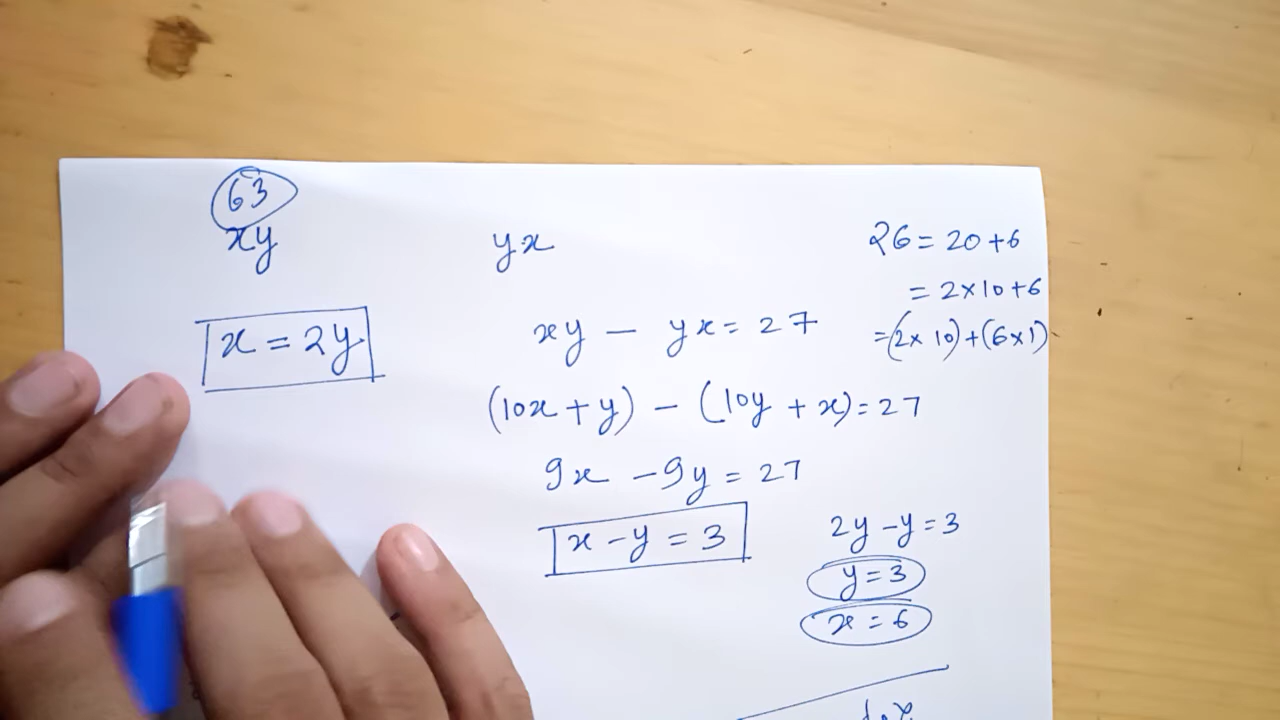 63
xy
yx
x = 2y
xy - yx = 27
(10x + y) - (10y + x) = 27
9x - 9y = 27
x - y = 3
26 = 20 + 6
= 2 × 10 + 6
= (2 × 10) + (6 × 1)
2y - y = 3
y = 3
x = 6